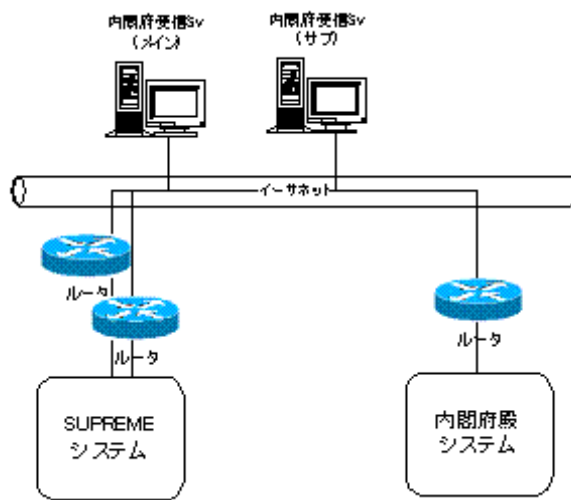 内閣府受信Sv
(メイン)
内閣府受信Sv
(サブ)
イーサネット
ルータ
ルータ
ルータ
SUPREME
システム
内閣府殿
システム